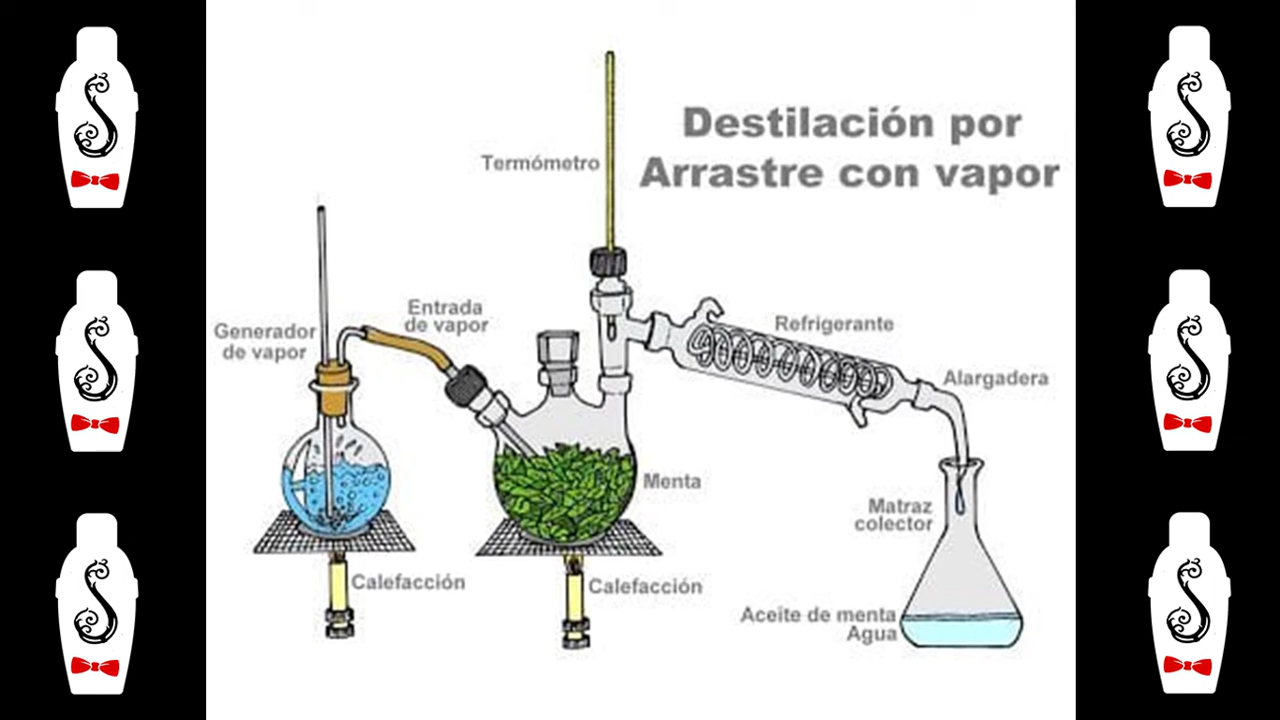 Destilación por
Arrastre con vapor
Termómetro
Entrada
de vapor
Generador
de vapor
Refrigerante
Alargadera
Menta
Matraz
colector
Calefacción
Calefacción
Aceite de menta
Agua